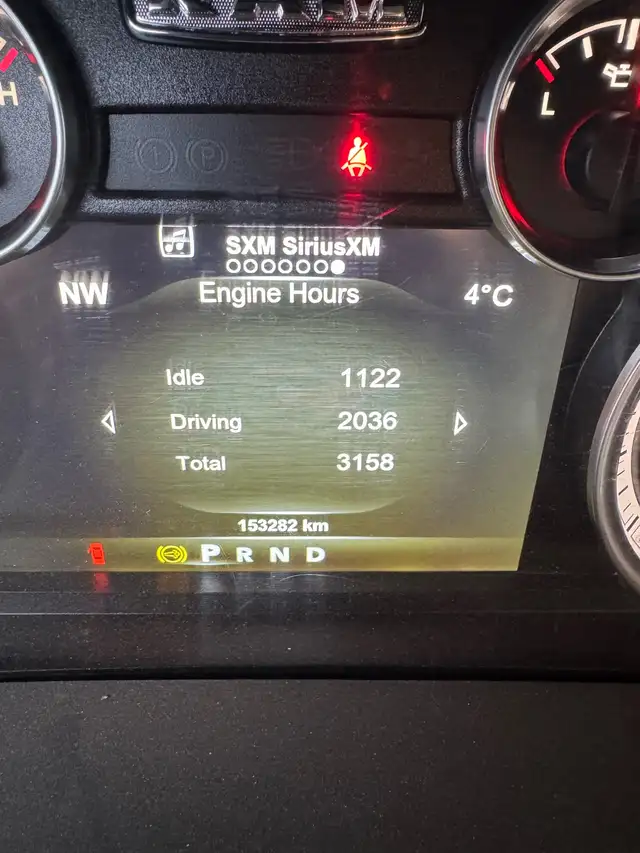 H
L
SXM SiriusXM
NW
Engine Hours
4°C
Idle 1122
Driving 2036
Total 3158
153282 km
P R N D